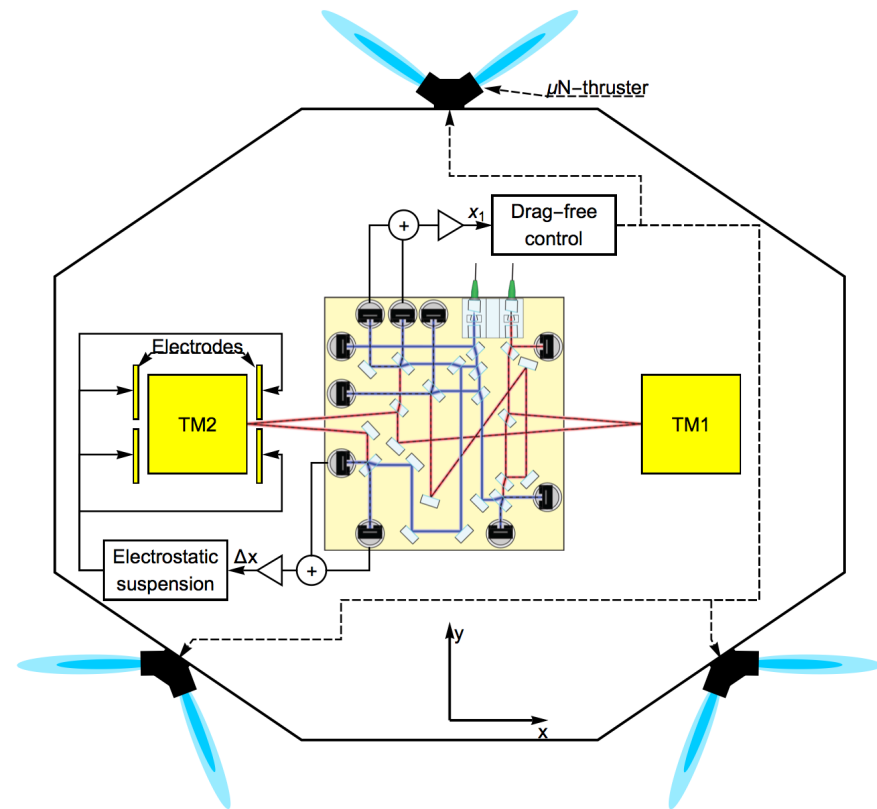 μN−thruster
x₁
Drag−free
control
+
Electrodes
TM2
TM1
Electrostatic
suspension
Δx
+
y
x